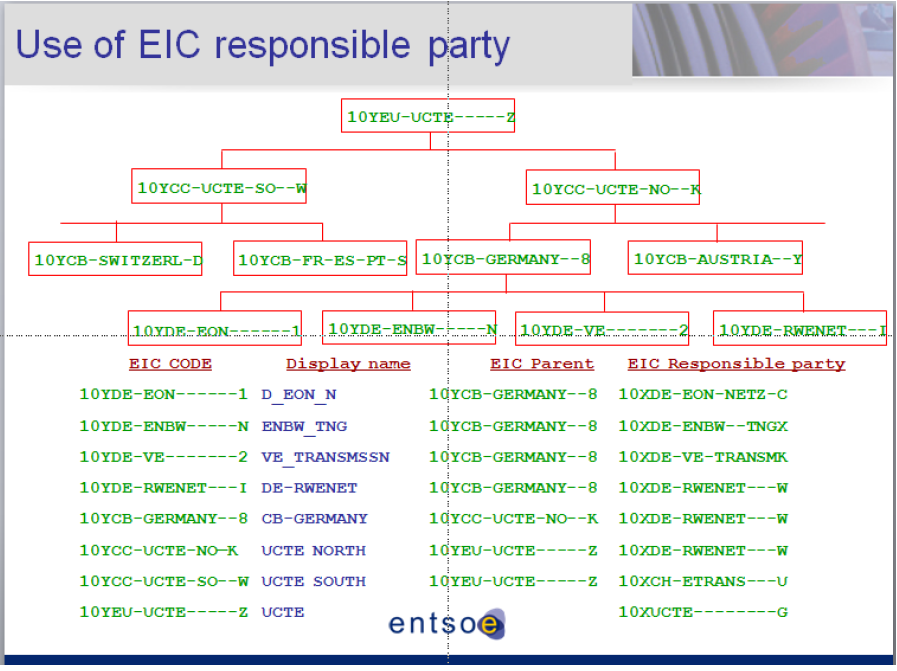 Use of EIC responsible party
10YEU-UCTE-----Z
10YCC-UCTE-SO--W 10YCC-UCTE-NO--K
10YCB-SWITZERL-D 10YCB-FR-ES-PT-S 10YCB-GERMANY--8 10YCB-AUSTRIA--Y
10YDE-EON------1 10YDE-ENBW-----N 10YDE-VE-------2 10YDE-RWENET---I
EIC CODE Display name EIC Parent EIC Responsible party
10YDE-EON------1 D_EON_N 10YCB-GERMANY--8 10XDE-EON-NETZ-C
10YDE-ENBW-----N ENBW_TNG 10YCB-GERMANY--8 10XDE-ENBW--TNGX
10YDE-VE-------2 VE_TRANSMSSN 10YCB-GERMANY--8 10XDE-VE-TRANSMK
10YDE-RWENET---I DE-RWENET 10YCB-GERMANY--8 10XDE-RWENET---W
10YCB-GERMANY--8 CB-GERMANY 10YCC-UCTE-NO--K 10XDE-RWENET---W
10YCC-UCTE-NO—K UCTE NORTH 10YEU-UCTE-----Z 10XDE-RWENET---W
10YCC-UCTE-SO--W UCTE SOUTH 10YEU-UCTE-----Z 10XCH-ETRANS---U
10YEU-UCTE-----Z UCTE 10XUCTE--------G
entsoe